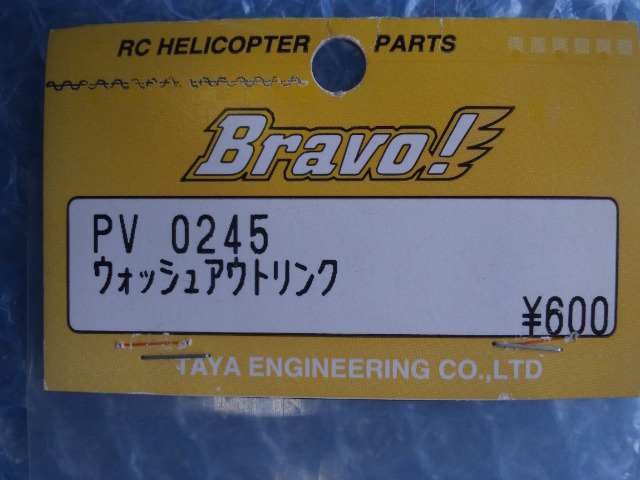 RC HELICOPTER PARTS
Bravo!
PV 0245
ウォッシュアウトリンク
¥600
TAYA ENGINEERING CO.,LTD